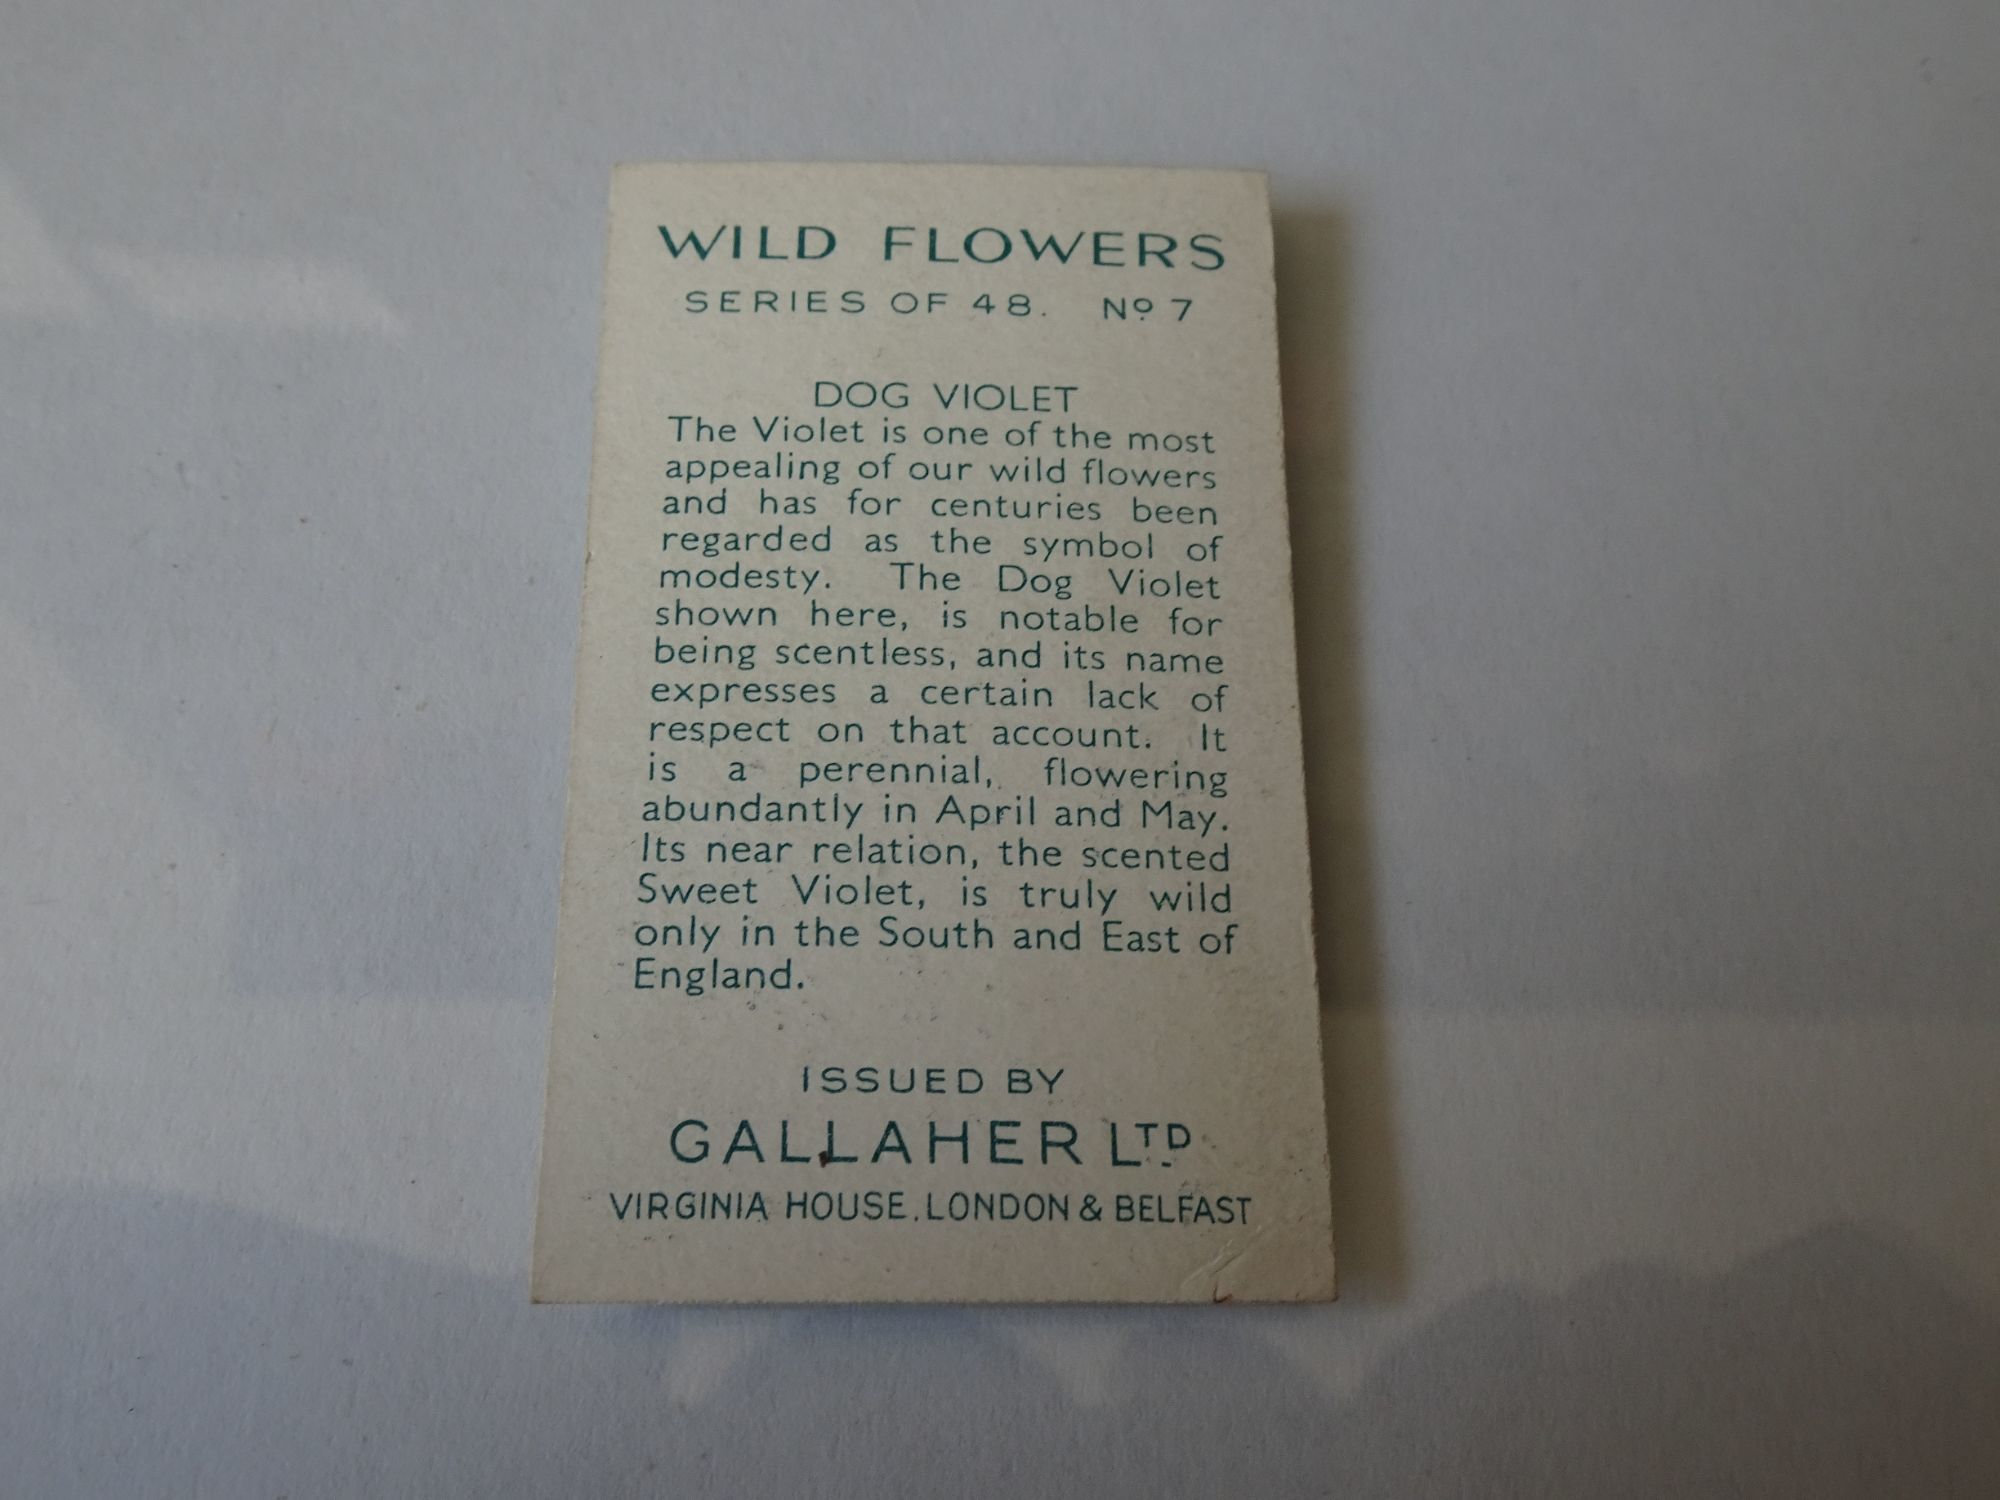 WILD FLOWERS
SERIES OF 48. Nº 7
DOG VIOLET
The Violet is one of the most
appealing of our wild flowers
and has for centuries been
regarded as the symbol of
modesty. The Dog Violet
shown here, is notable for
being scentless, and its name
expresses a certain lack of
respect on that account. It
is a perennial, flowering
abundantly in April and May.
Its near relation, the scented
Sweet Violet, is truly wild
only in the South and East of
England.
ISSUED BY
GALLAHER LTD
VIRGINIA HOUSE, LONDON & BELFAST